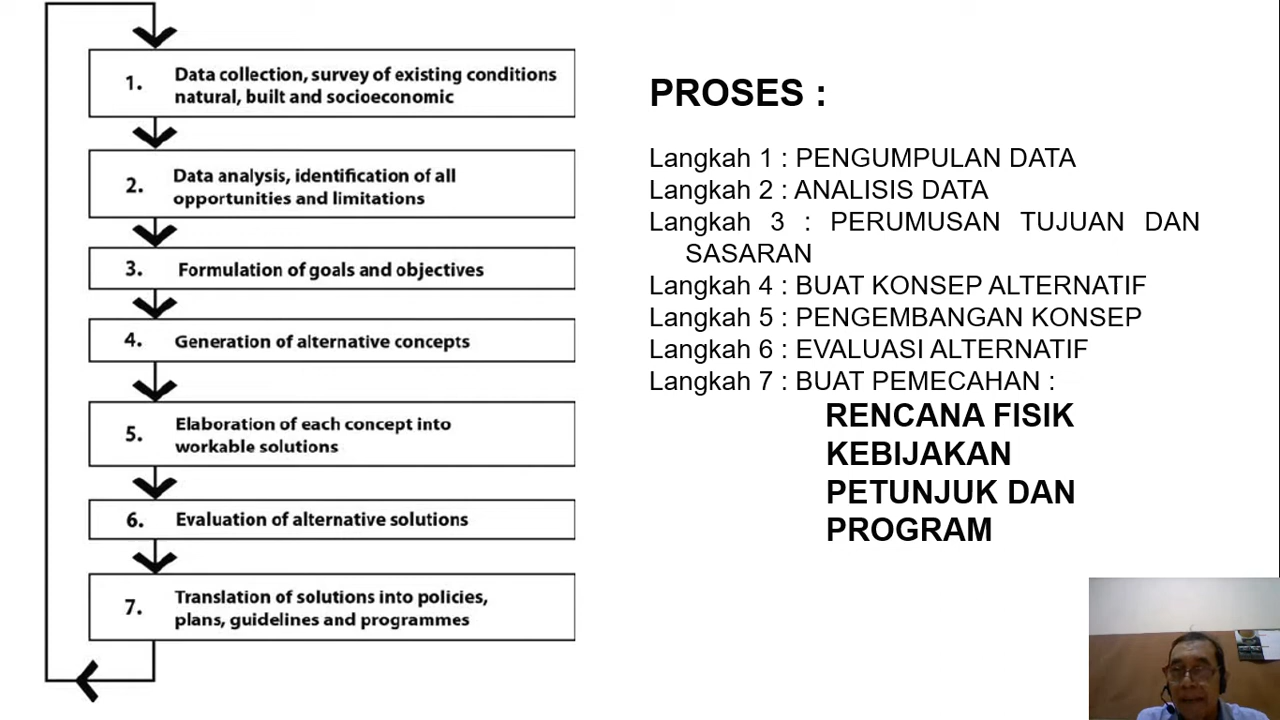 1. Data collection, survey of existing conditions
natural, built and socioeconomic
2. Data analysis, identification of all
opportunities and limitations
3. Formulation of goals and objectives
4. Generation of alternative concepts
5. Elaboration of each concept into
workable solutions
6. Evaluation of alternative solutions
7. Translation of solutions into policies,
plans, guidelines and programmes
PROSES :
Langkah 1 : PENGUMPULAN DATA
Langkah 2 : ANALISIS DATA
Langkah 3 : PERUMUSAN TUJUAN DAN
SASARAN
Langkah 4 : BUAT KONSEP ALTERNATIF
Langkah 5 : PENGEMBANGAN KONSEP
Langkah 6 : EVALUASI ALTERNATIF
Langkah 7 : BUAT PEMECAHAN :
RENCANA FISIK
KEBIJAKAN
PETUNJUK DAN
PROGRAM